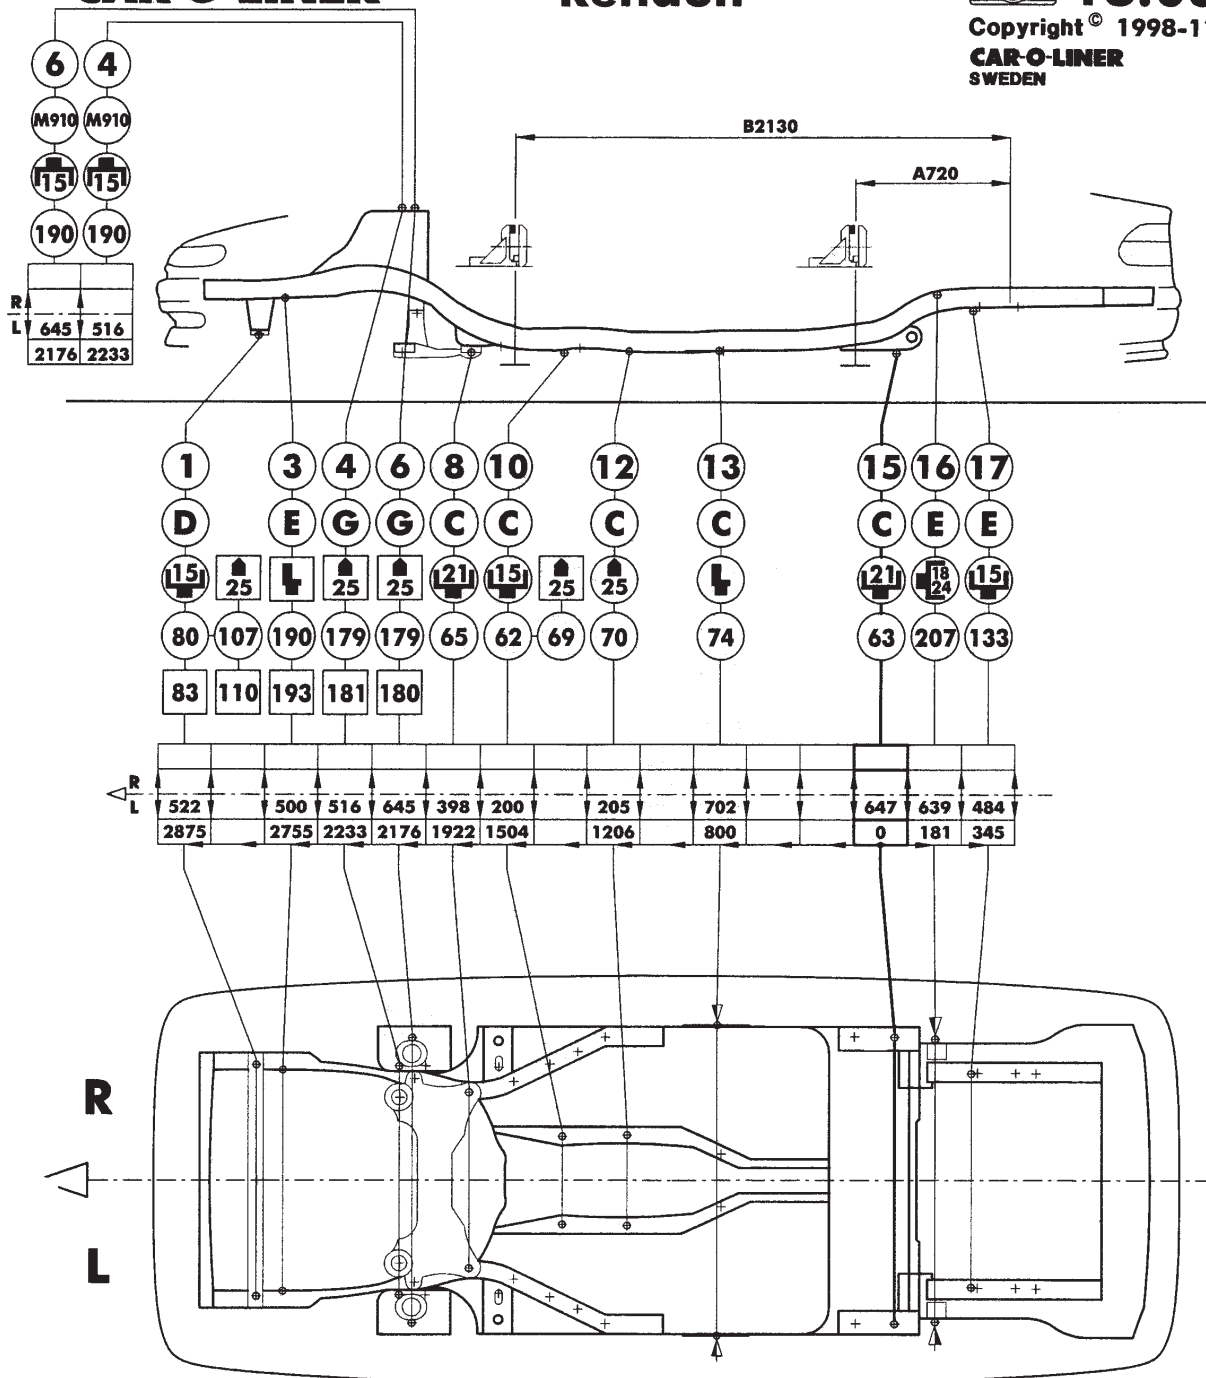 CAR-O-LINER
Copyright © 1998-1
CAR-O-LINER
SWEDEN
6 4
M910 M910
15 15
190 190
R
L 645 516
2176 2233
B2130
A720
1 3 4 6 8 10 12 13 15 16 17
D E G G C C C C C E E
15 25 25 25 21 15 25 25 21 18 24 15
80 107 190 179 179 65 62 69 70 74 63 207 133
83 110 193 181 180
R
L 522 500 516 645 398 200 205 702 647 639 484
2875 2755 2233 2176 1922 1504 1206 800 0 181 345
R
L